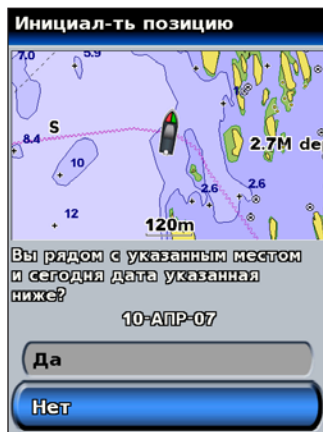 Инициал-ть позицию
7.0 5.9
1
8.4 S 2.7M de
10
2.6 2.6
12
120m
Вы рядом с указанным местом
и сегодня дата указанная
ниже?
10-АПР-07
Да
Нет